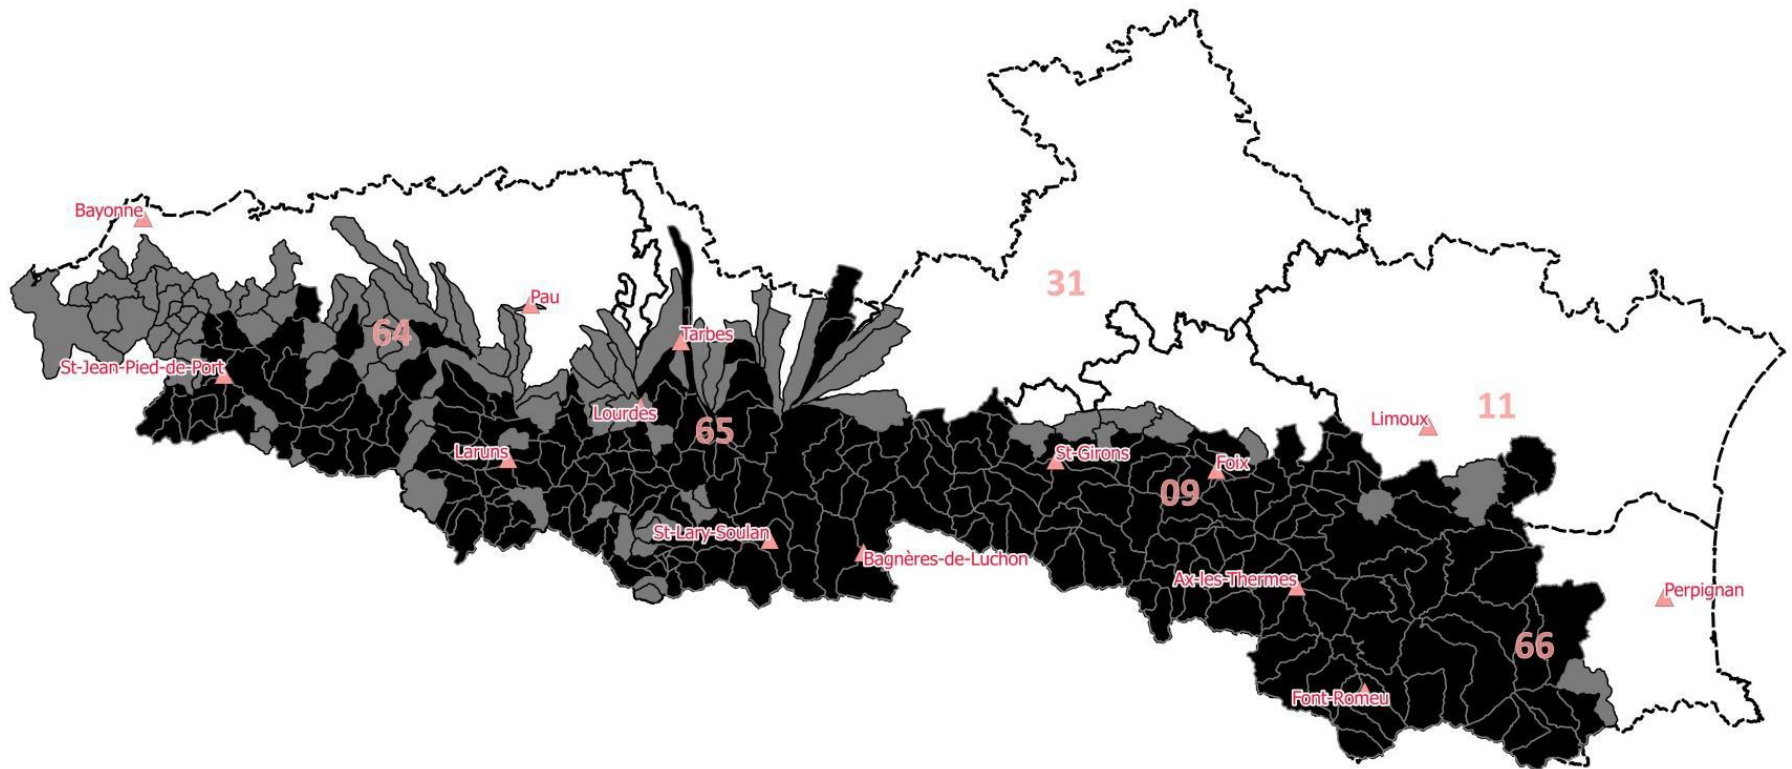 Bayonne
31
Pau
64
Tarbes
St-Jean-Pied-de-Port
Lourdes
65
11
Limoux
Laruns
St-Girons
Foix
09
St-Lary-Soulan
Bagnères-de-Luchon
Ax-les-Thermes
Perpignan
66
Font-Romeu